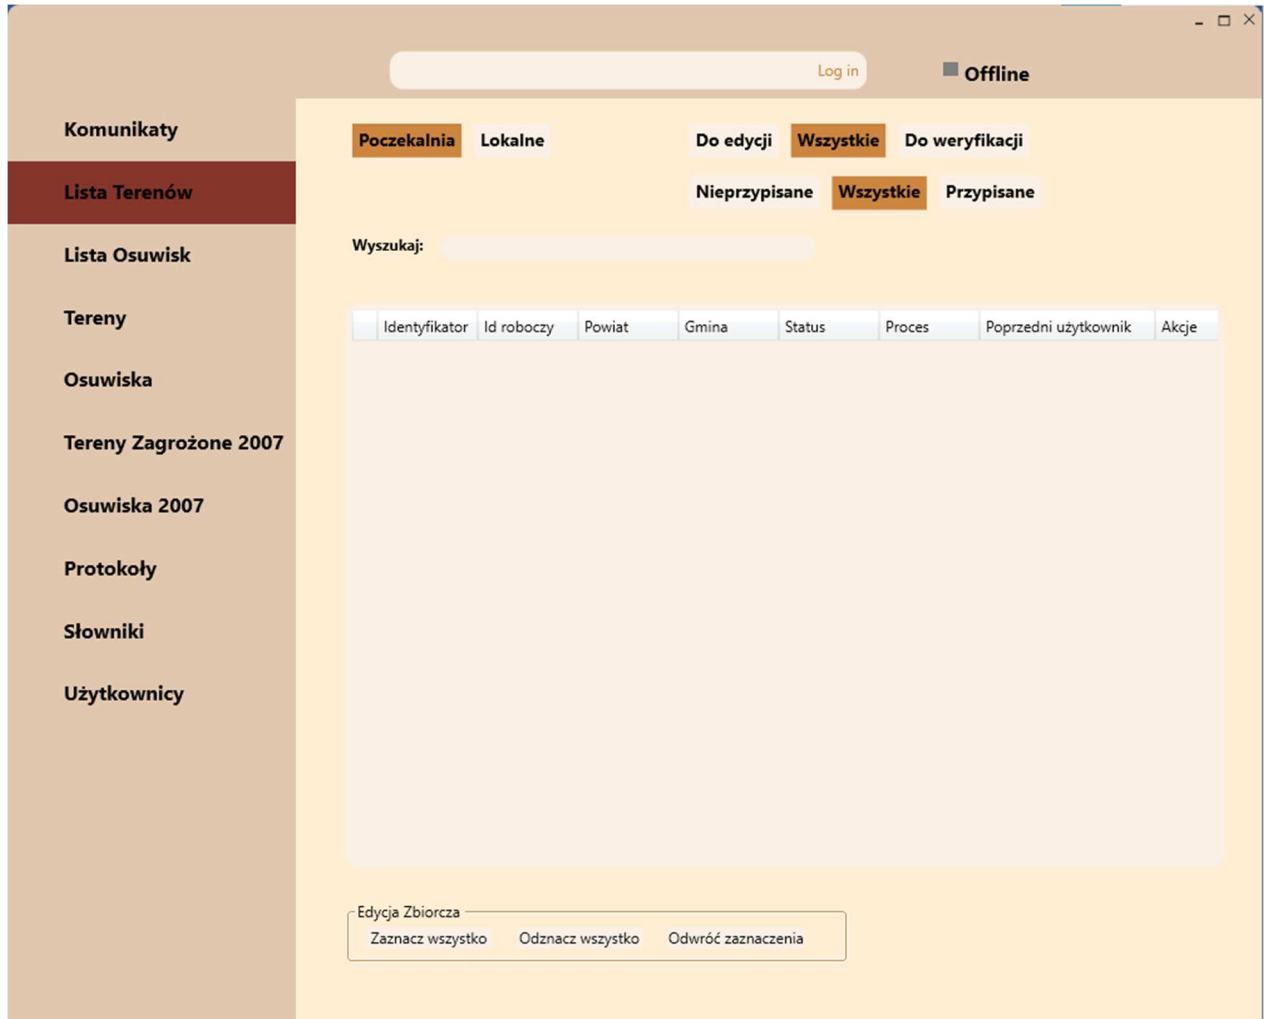 Log in
Offline
Komunikaty
Lista Terenów
Lista Osuwisk
Tereny
Osuwiska
Tereny Zagrożone 2007
Osuwiska 2007
Protokoły
Słowniki
Użytkownicy
Poczekalnia Lokalne Do edycji Wszystkie Do weryfikacji
Nieprzypisane Wszystkie Przypisane
Wyszukaj:
Identyfikator Id roboczy Powiat Gmina Status Proces Poprzedni użytkownik Akcje
Edycja Zbiorcza
Zaznacz wszystko Odznacz wszystko Odwróć zaznaczenia